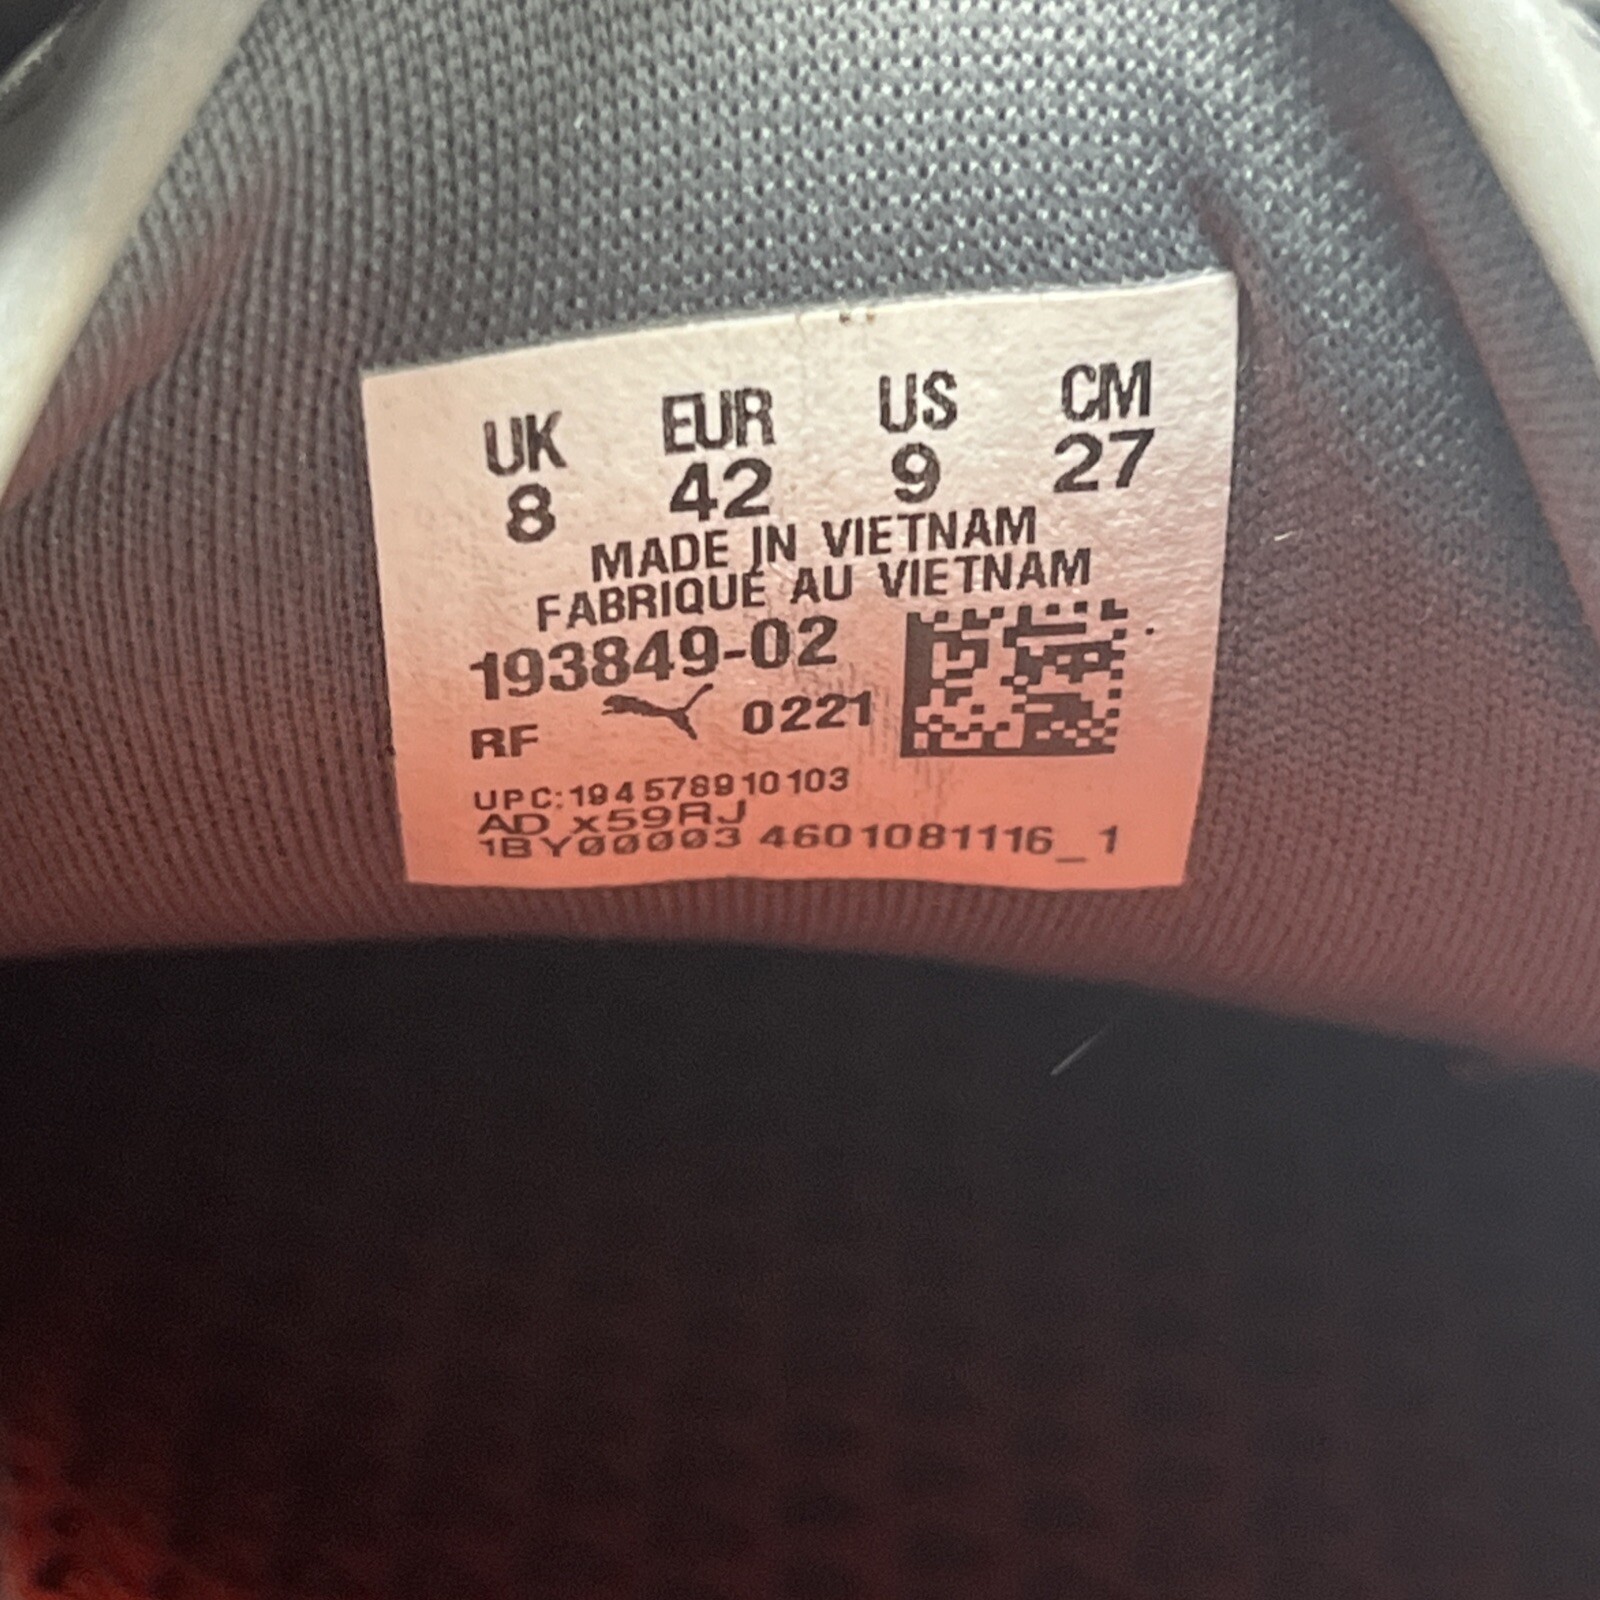 UK EUR US CM
8 42 9 27
MADE IN VIETNAM
FABRIQUÉ AU VIETNAM
193849-02
RF 0221
UPC:194578910103
AD x59RJ
1BY00003 4601081116_1